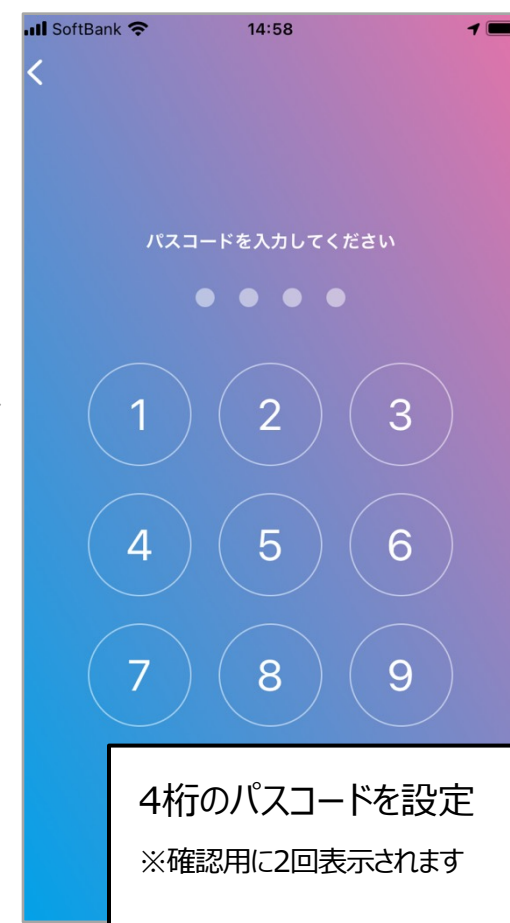 SoftBank 14:58
パスコードを入力してください
1 2 3
4 5 6
7 8 9
4桁のパスコードを設定
※確認用に2回表示されます